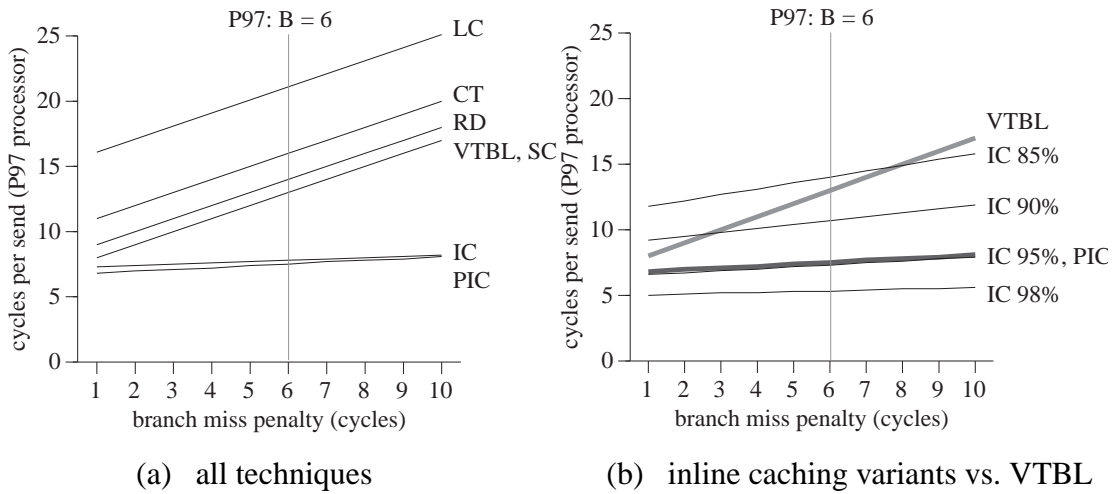 P97: B = 6
cycles per send (P97 processor)
25
20
15
10
5
0
LC
CT
RD
VTBL, SC
IC
PIC
1 2 3 4 5 6 7 8 9 10
branch miss penalty (cycles)
(a) all techniques
P97: B = 6
cycles per send (P97 processor)
25
20
15
10
5
0
VTBL
IC 85%
IC 90%
IC 95%, PIC
IC 98%
1 2 3 4 5 6 7 8 9 10
branch miss penalty (cycles)
(b) inline caching variants vs. VTBL